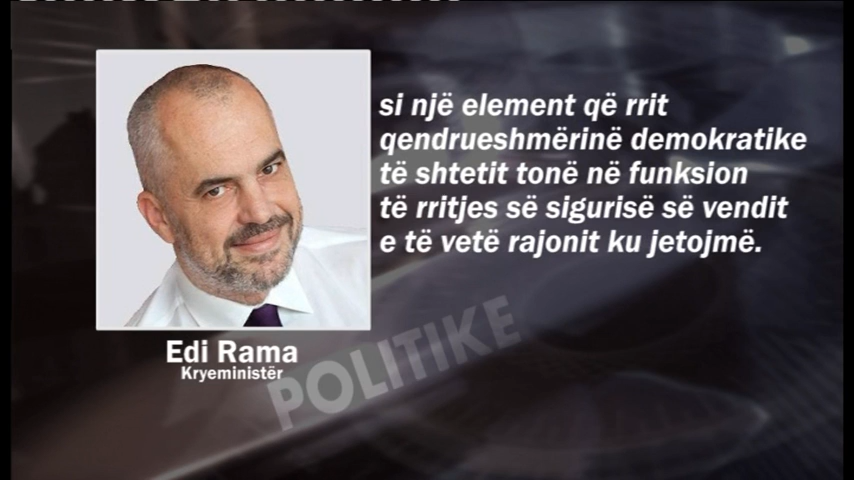 si një element që rrit
qendrueshmërinë demokratike
të shtetit tonë në funksion
të rritjes së sigurisë së vendit
e të vetë rajonit ku jetojmë.
Edi Rama
Kryeministër
POLITIKE